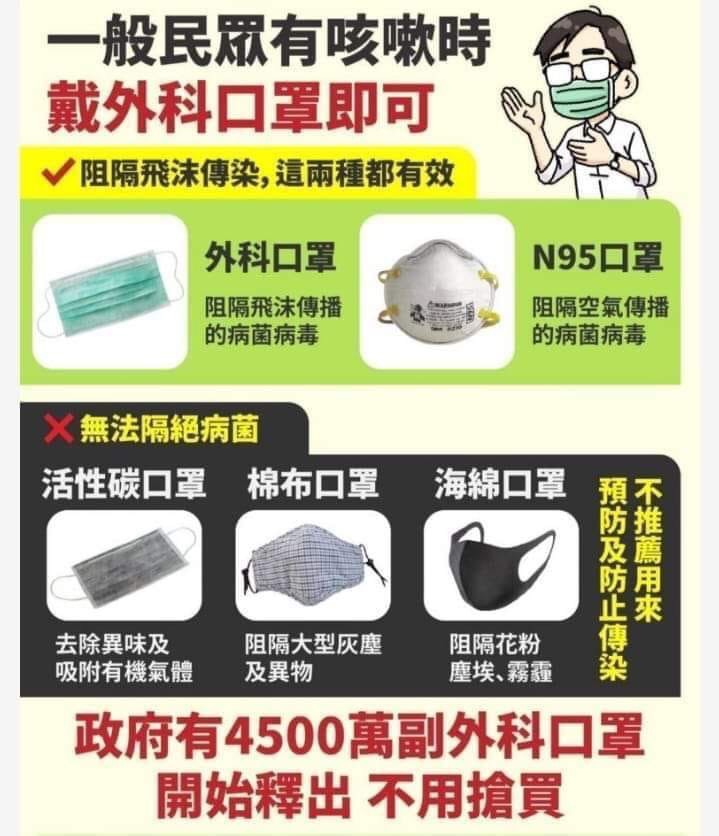 一般民眾有咳嗽時
戴外科口罩即可
阻隔飛沫傳染,這兩種都有效
外科口罩
阻隔飛沫傳播
的病菌病毒
N95口罩
阻隔空氣傳播
的病菌病毒
無法隔絕病菌
活性碳口罩
去除異味及
吸附有機氣體
棉布口罩
阻隔大型灰塵
及異物
海綿口罩
阻隔花粉
塵埃、霧霾
不推薦用來
預防及防止傳染
政府有4500萬副外科口罩
開始釋出 不用搶買